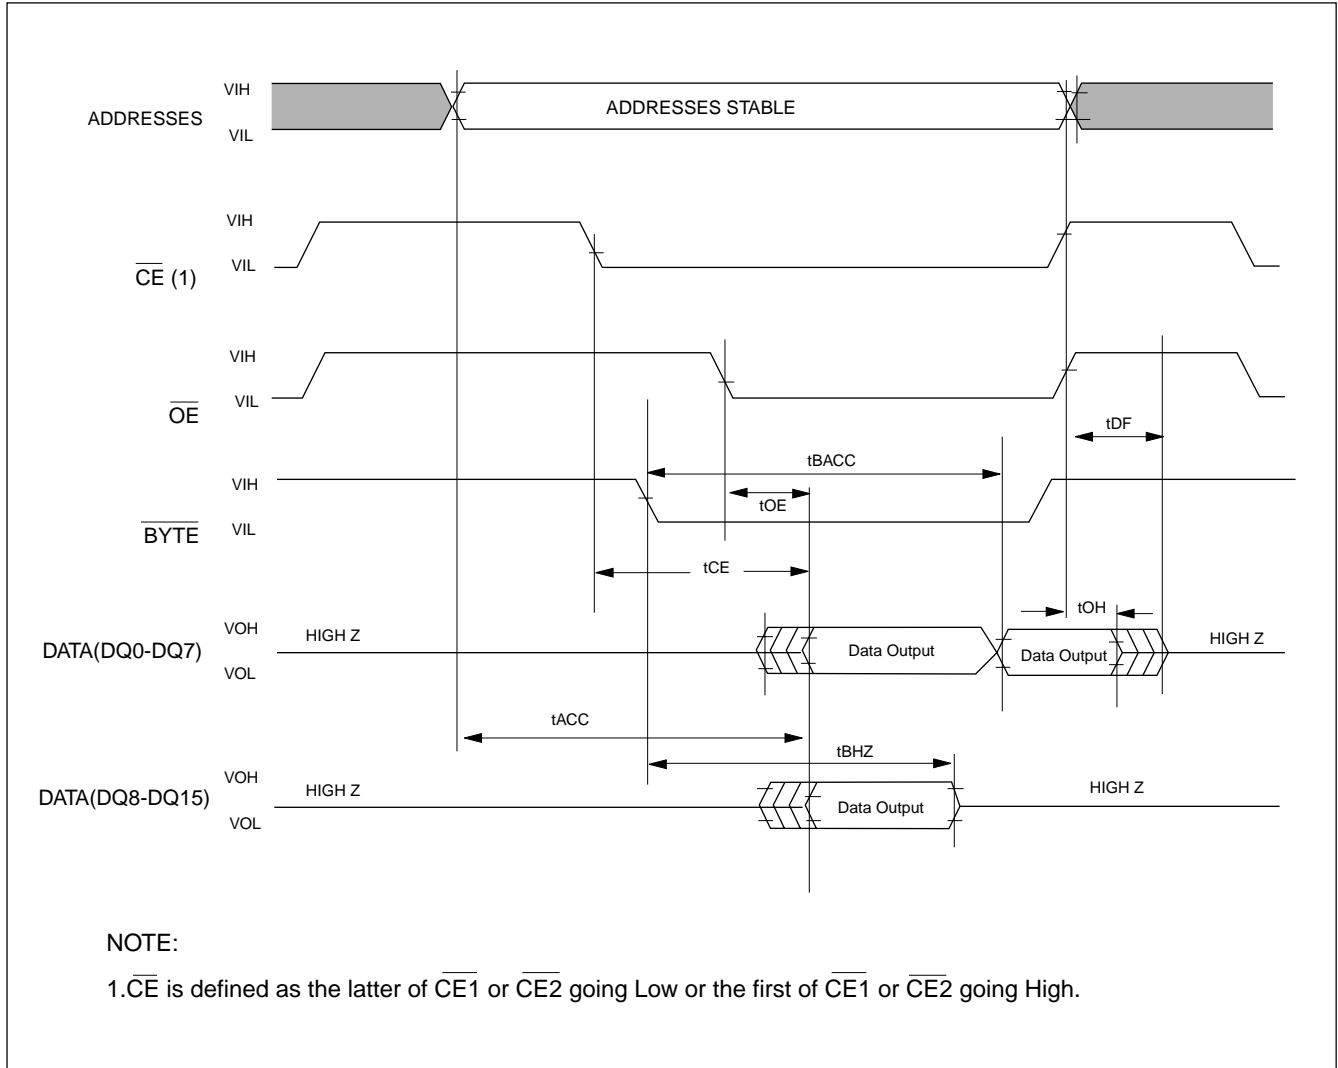 VIH
ADDRESSES STABLE
ADDRESSES
VIL
VIH
CE (1)
VIL
VIH
OE
VIL
tDF
tBACC
VIH
tOE
BYTE
VIL
tCE
tOH
VOH
HIGH Z
DATA(DQ0-DQ7)
Data Output
Data Output
HIGH Z
VOL
tACC
tBHZ
VOH
HIGH Z
HIGH Z
DATA(DQ8-DQ15)
Data Output
VOL
NOTE:
1.CE is defined as the latter of CE1 or CE2 going Low or the first of CE1 or CE2 going High.